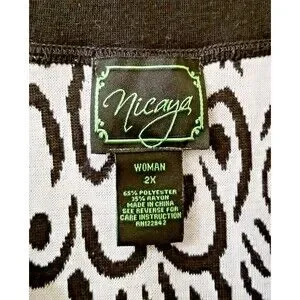 Nicaya
WOMAN
2X
65% POLYESTER
35% RAYON
MADE IN CHINA
SEE REVERSE FOR
CARE INSTRUCTION
RN122842